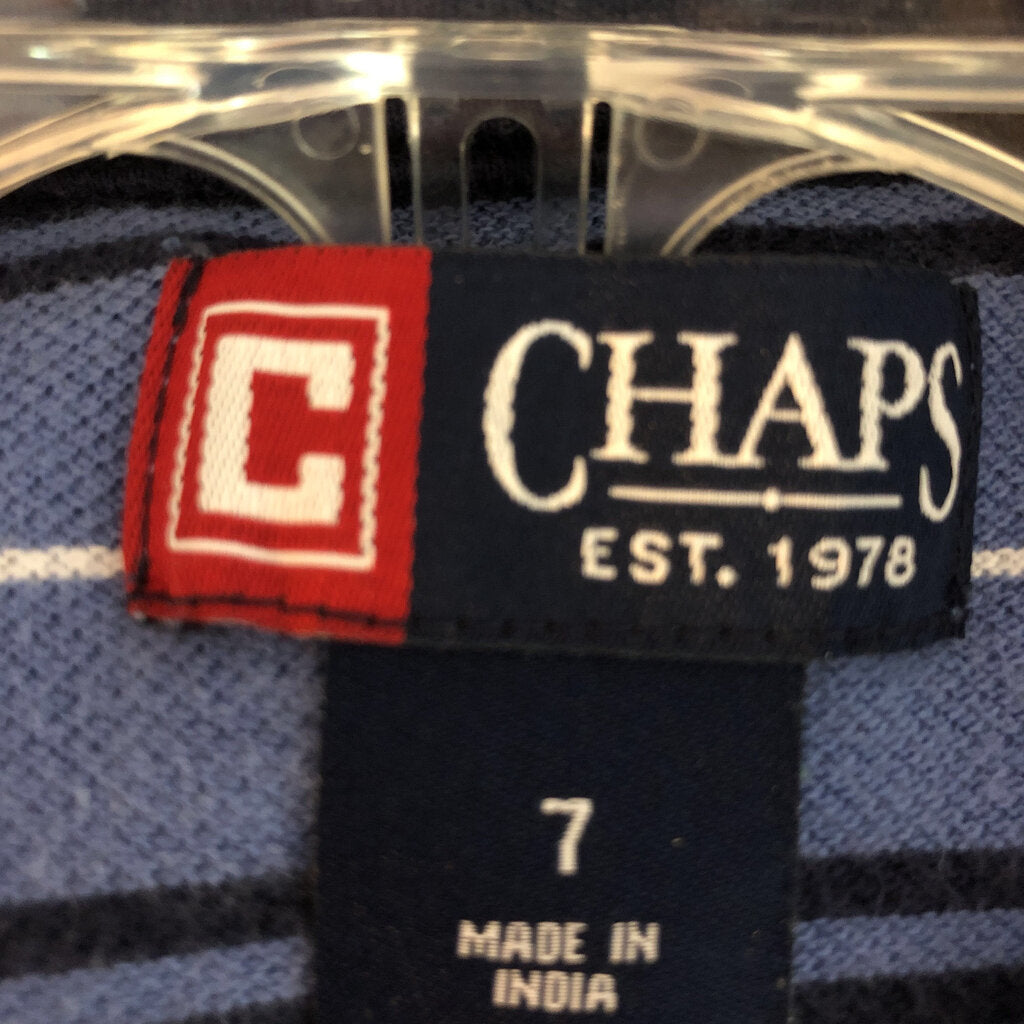 C
CHAPS
EST. 1978
7
MADE IN
INDIA